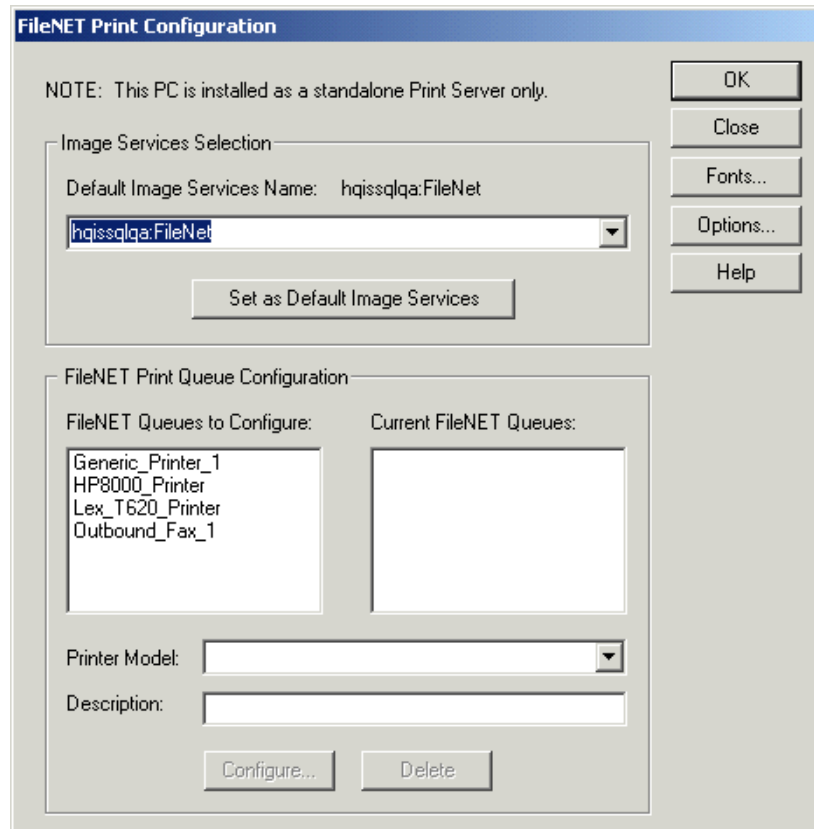 FileNET Print Configuration
NOTE: This PC is installed as a standalone Print Server only.
OK
Close
Fonts...
Options...
Help
Image Services Selection
Default Image Services Name: hqissqlqa:FileNet
hqissqlqa:FileNet
Set as Default Image Services
FileNET Print Queue Configuration
FileNET Queues to Configure:
Current FileNET Queues:
Generic_Printer_1
HP8000_Printer
Lex_T620_Printer
Outbound_Fax_1
Printer Model:
Description:
Configure...
Delete